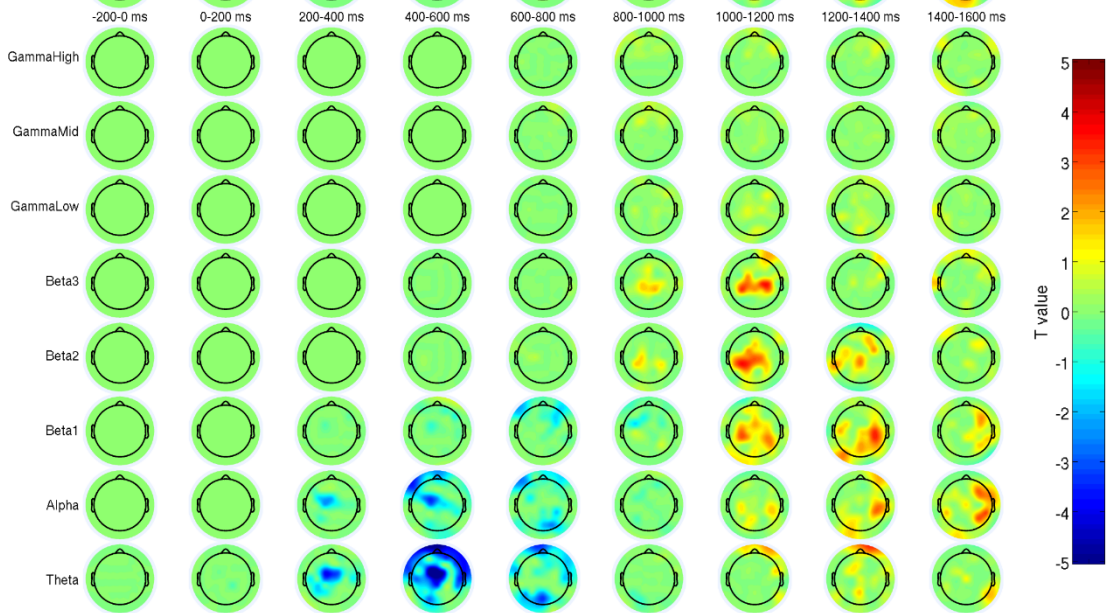 -200-0 ms 0-200 ms 200-400 ms 400-600 ms 600-800 ms 800-1000 ms 1000-1200 ms 1200-1400 ms 1400-1600 ms
GammaHigh
GammaMid
GammaLow
Beta3
Beta2
Beta1
Alpha
Theta
5
4
3
2
1
0
-1
-2
-3
-4
-5
T value